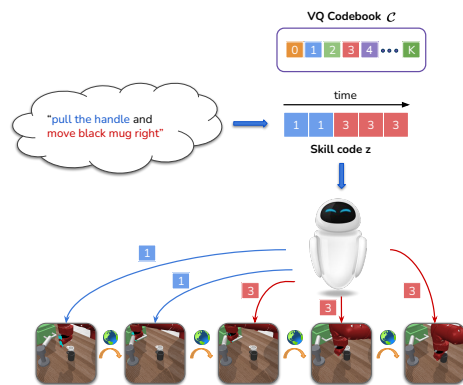 VQ Codebook 𝒞
0 1 2 3 4 K
time
"pull the handle and
move black mug right"
1 1 3 3 3
Skill code z
1
1
3
3
3